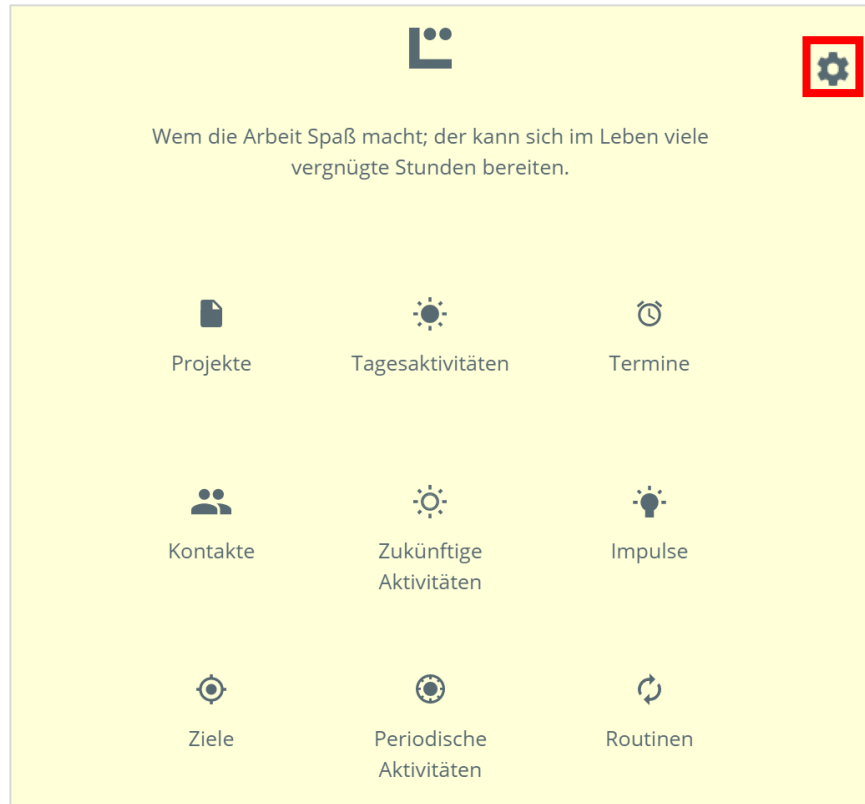 Wem die Arbeit Spaß macht; der kann sich im Leben viele
vergnügte Stunden bereiten.
Projekte
Tagesaktivitäten
Termine
Kontakte
Zukünftige
Aktivitäten
Impulse
Ziele
Periodische
Aktivitäten
Routinen